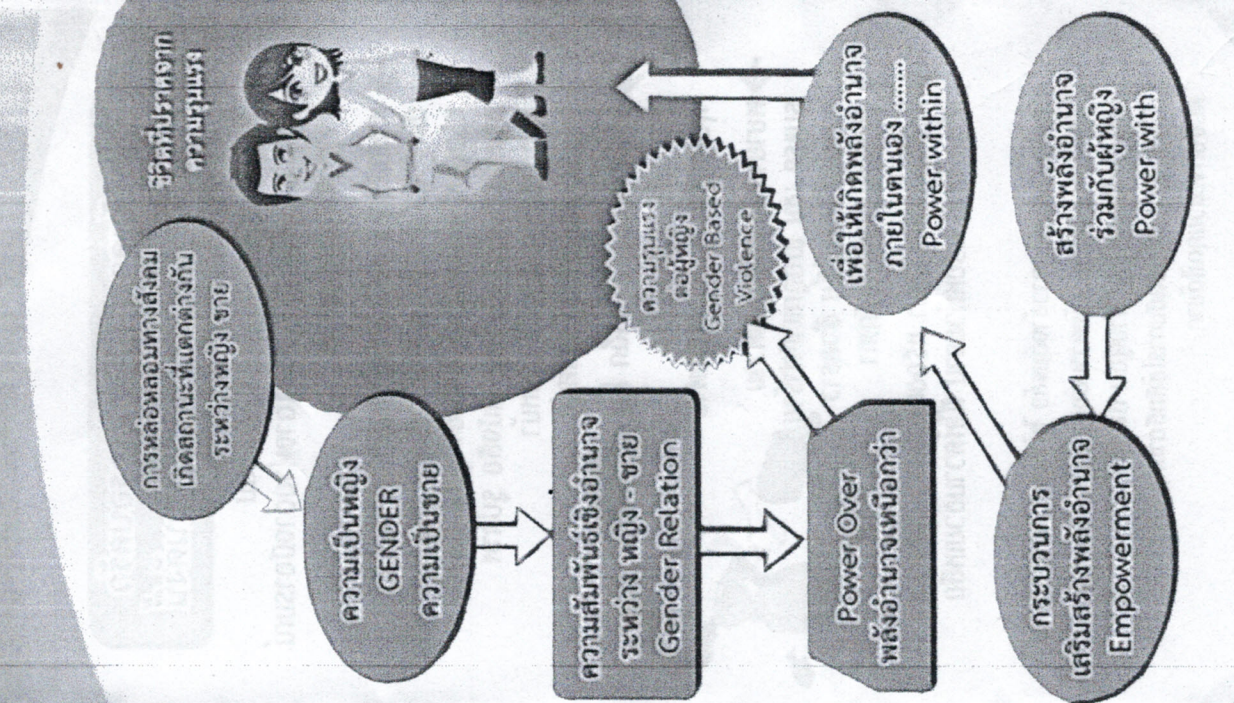 การหล่อหลอมทางสังคม
เกิดสถานะที่แตกต่างกัน
ระหว่างหญิง ชาย
ความเป็นหญิง
GENDER
ความเป็นชาย
ความสัมพันธ์เชิงอำนาจ
ระหว่าง หญิง - ชาย
Gender Relation
Power Over
พลังอำนาจเหนือกว่า
ความรุนแรง
ต่อผู้หญิง
Gender Based
Violence
สร้างพลังอำนาจ
ร่วมกับผู้หญิง
Power with
กระบวนการ
เสริมสร้างพลังอำนาจ
Empowerment
เพื่อให้เกิดพลังอำนาจ
ภายในตนเอง ........
Power within
ชีวิตที่ปราศจาก
ความรุนแรง